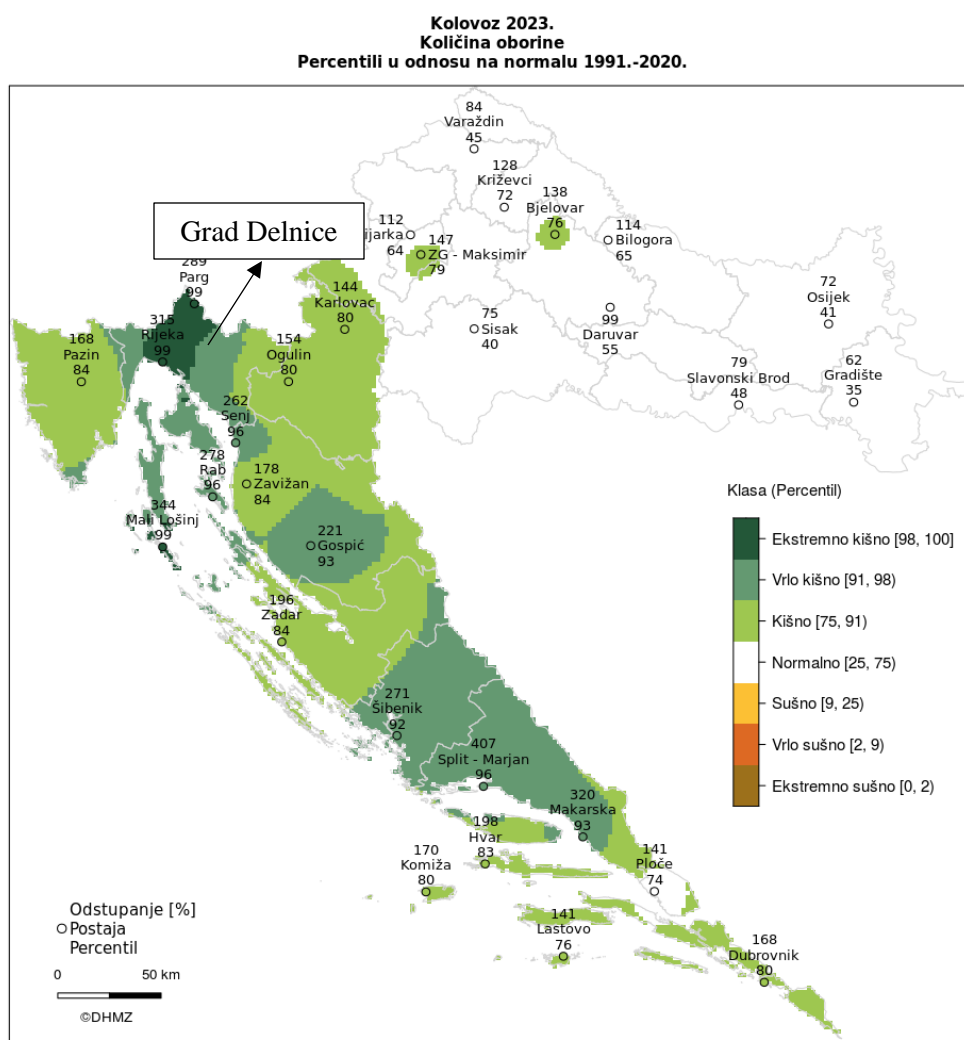 Kolovoz 2023.
Količina oborine
Percentili u odnosu na normalu 1991.-2020.
84
Varaždin
45
128
Križevci
72
138
Bjelovar
76
114
Bilogora
65
112
ijarka
64
147
ZG - Maksimir
79
Grad Delnice
289
Parg
99
144
Karlovac
80
75
Sisak
40
99
Daruvar
55
72
Osijek
41
315
Rijeka
99
168
Pazin
84
154
Ogulin
80
79
Slavonski Brod
48
62
Gradište
35
262
Senj
96
278
Rab
96
178
Zavižan
84
344
Mali Lošinj
99
221
Gospić
93
196
Zadar
84
271
Šibenik
92
407
Split - Marjan
96
320
Makarska
93
198
Hvar
83
170
Komiža
80
141
Ploče
74
141
Lastovo
76
168
Dubrovnik
80
Klasa (Percentil)
Ekstremno kišno [98, 100]
Vrlo kišno [91, 98)
Kišno [75, 91)
Normalno [25, 75)
Sušno [9, 25)
Vrlo sušno [2, 9)
Ekstremno sušno [0, 2)
Odstupanje [%]
Postaja
Percentil
0 50 km
©DHMZ